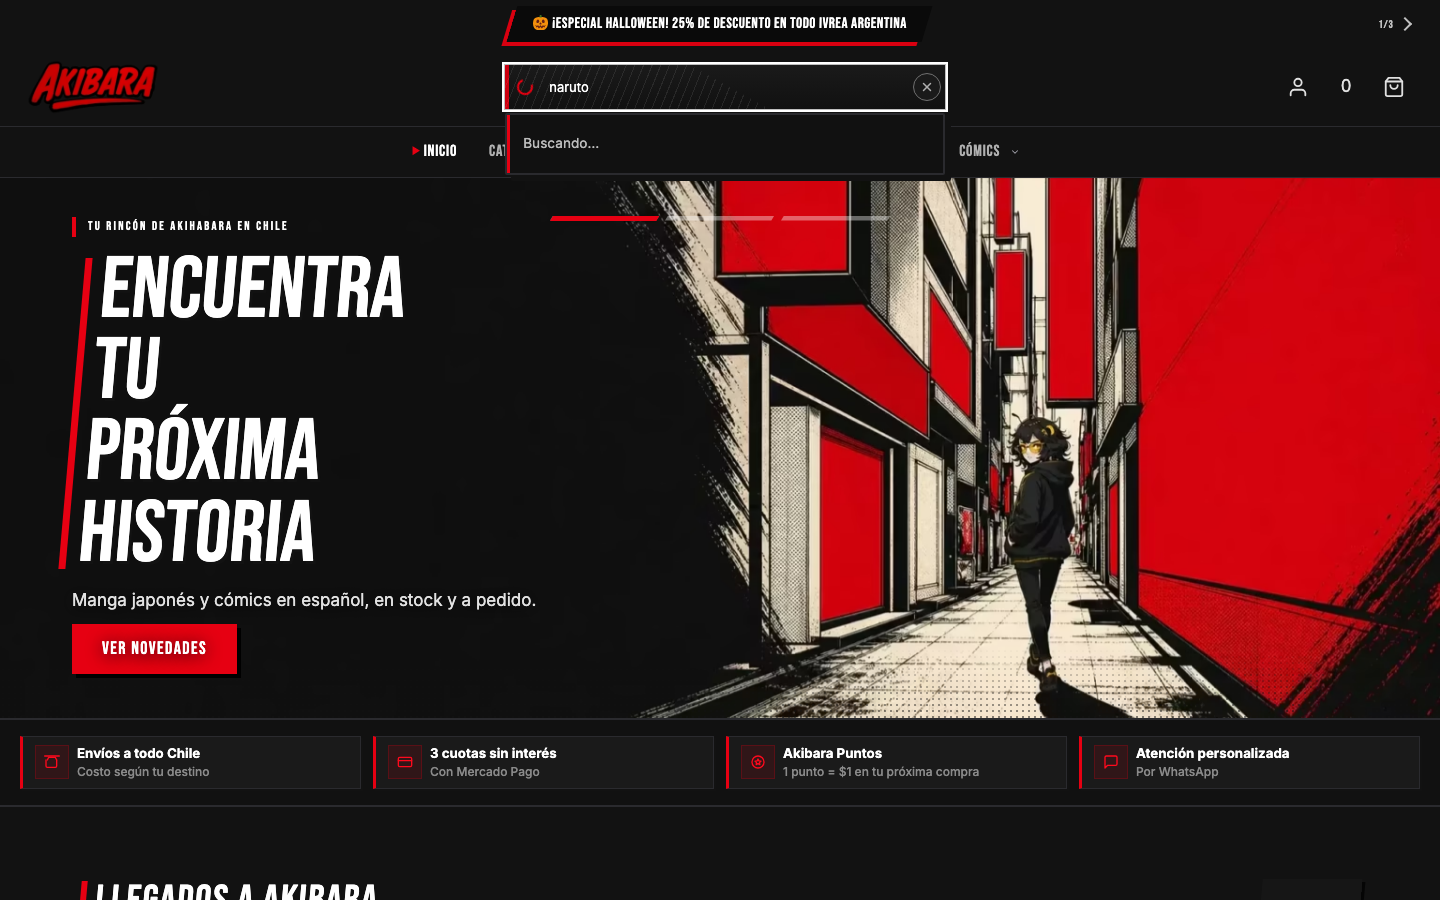 🎃 ¡ESPECIAL HALLOWEEN! 25% DE DESCUENTO EN TODO IVREA ARGENTINA
1/3
AKIBARA
naruto
0
Buscando...
INICIO
CÓMICS
TU RINCÓN DE AKIHABARA EN CHILE
ENCUENTRA
TU
PRÓXIMA
HISTORIA
Manga japonés y cómics en español, en stock y a pedido.
VER NOVEDADES
Envíos a todo Chile
Costo según tu destino
3 cuotas sin interés
Con Mercado Pago
Akibara Puntos
1 punto = $1 en tu próxima compra
Atención personalizada
Por WhatsApp
LLEGADOS A AKIBARA